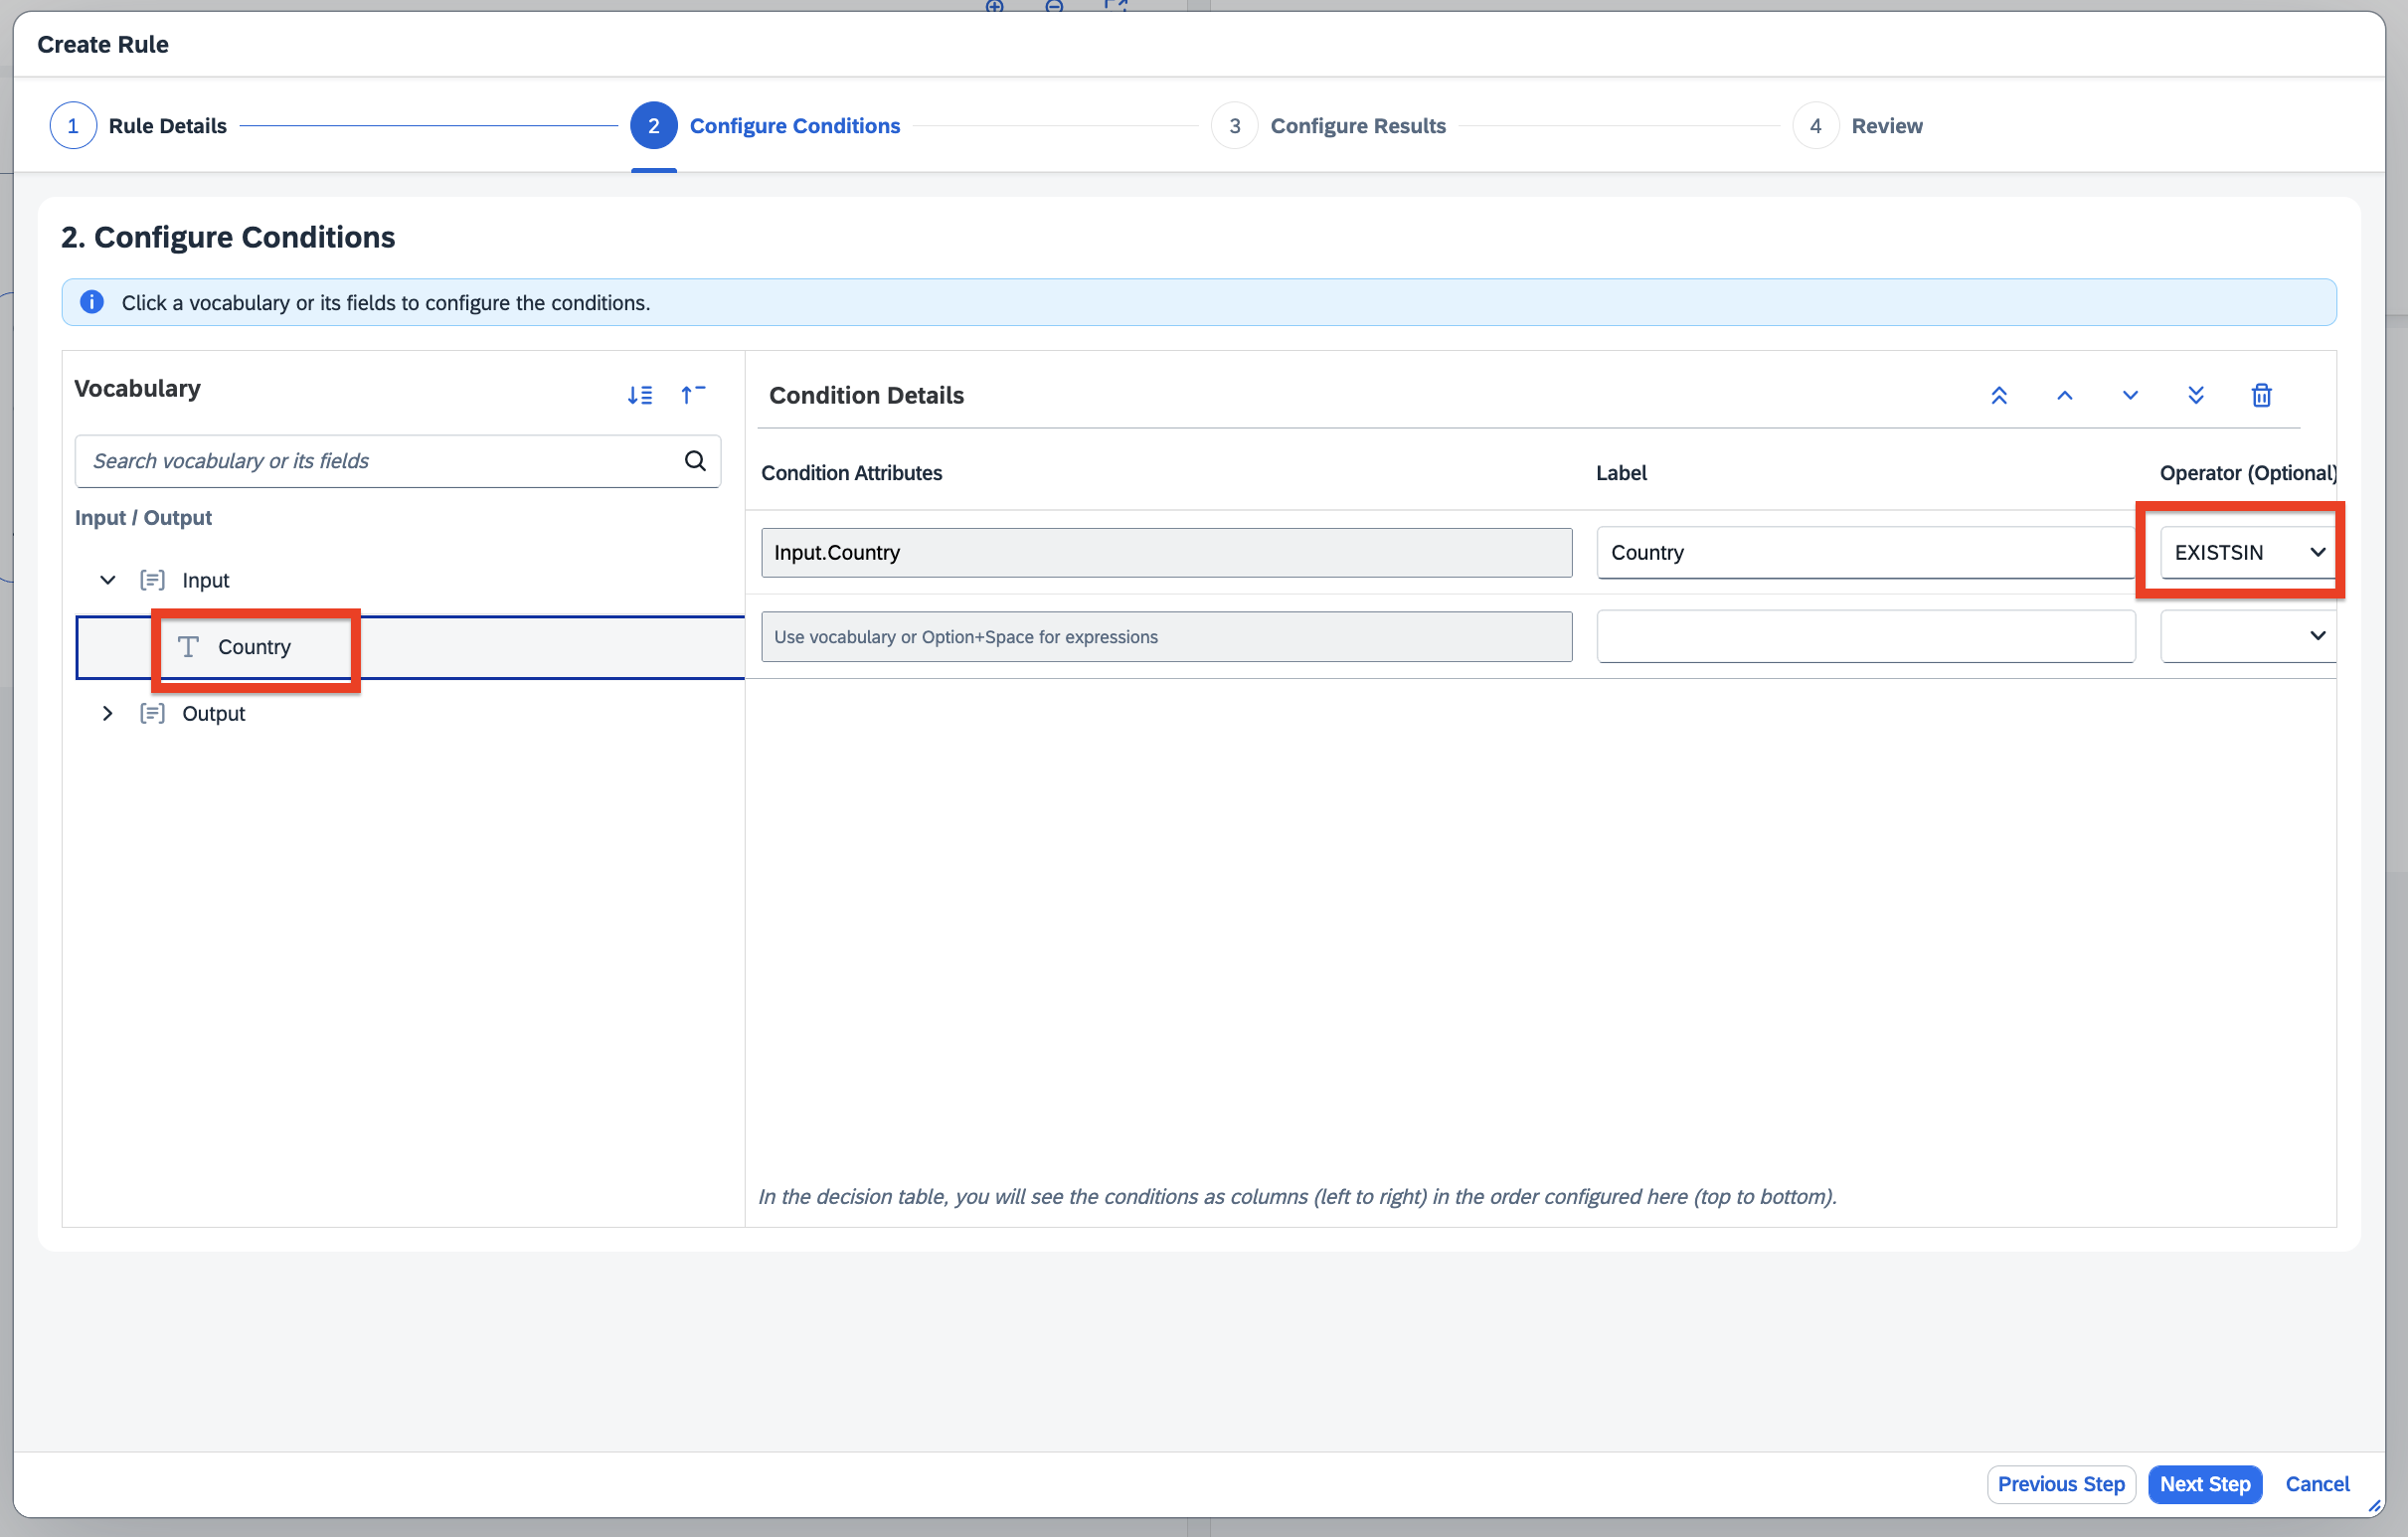 Create Rule
1 Rule Details
2 Configure Conditions
3 Configure Results
4 Review
2. Configure Conditions
Click a vocabulary or its fields to configure the conditions.
Vocabulary
Search vocabulary or its fields
Input / Output
Input
Country
Output
Condition Details
Condition Attributes Label Operator (Optional)
Input.Country Country EXISTSIN
Use vocabulary or Option+Space for expressions
In the decision table, you will see the conditions as columns (left to right) in the order configured here (top to bottom).
Previous Step Next Step Cancel